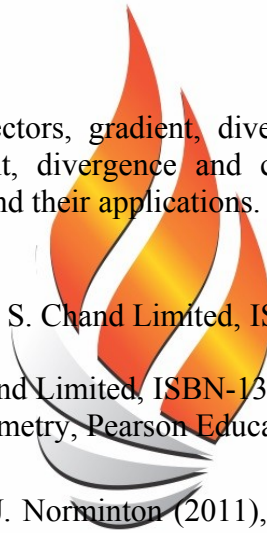 ectors, gradient, dive
t, divergence and c
nd their applications.
S. Chand Limited, IS
nd Limited, ISBN-13
metry, Pearson Educa
J. Norminton (2011),